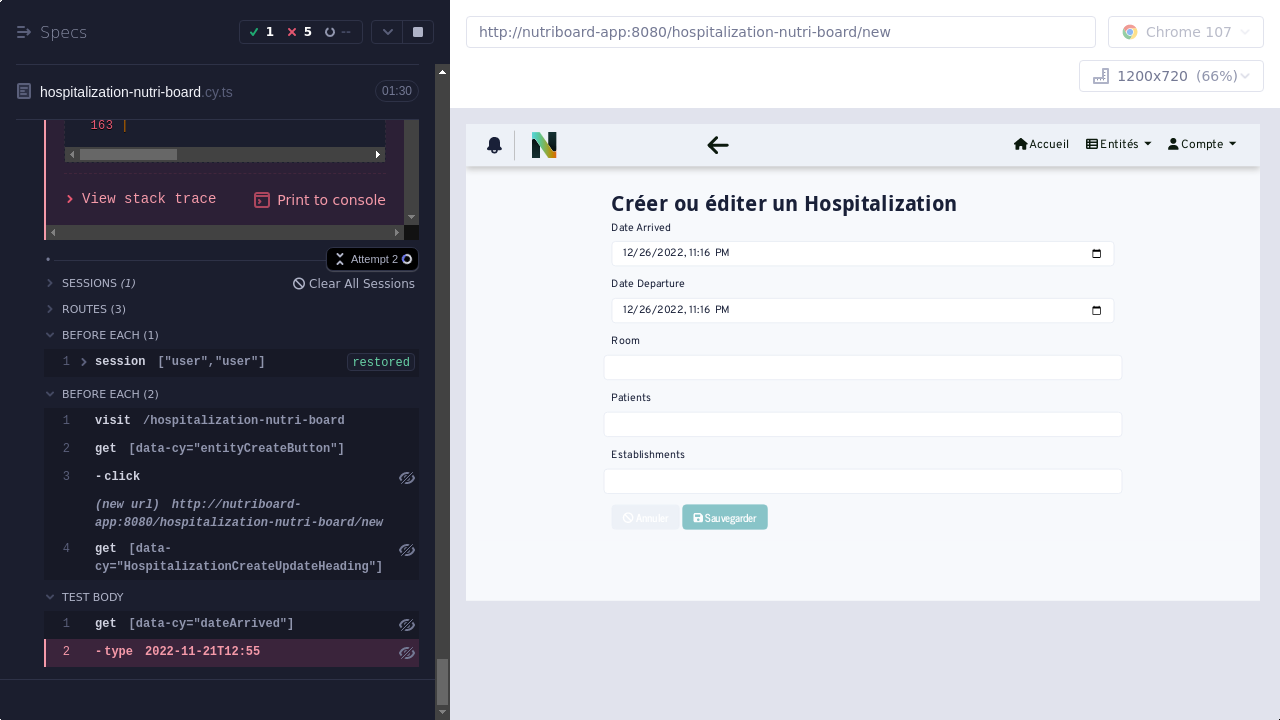 Specs
1 5 --
hospitalization-nutri-board.cy.ts 01:30
163 |
View stack trace Print to console
Attempt 2
SESSIONS (1) Clear All Sessions
ROUTES (3)
BEFORE EACH (1)
1 session ["user","user"] restored
BEFORE EACH (2)
1 visit /hospitalization-nutri-board
2 get [data-cy="entityCreateButton"]
3 -click
(new url) http://nutriboard-
app:8080/hospitalization-nutri-board/new
4 get [data-
cy="HospitalizationCreateUpdateHeading"]
TEST BODY
1 get [data-cy="dateArrived"]
2 -type 2022-11-21T12:55
http://nutriboard-app:8080/hospitalization-nutri-board/new
Chrome 107
1200x720 (66%)
N
Accueil Entités Compte
Créer ou éditer un Hospitalization
Date Arrived
12/26/2022, 11:16 PM
Date Departure
12/26/2022, 11:16 PM
Room
Patients
Establishments
Annuler Sauvegarder